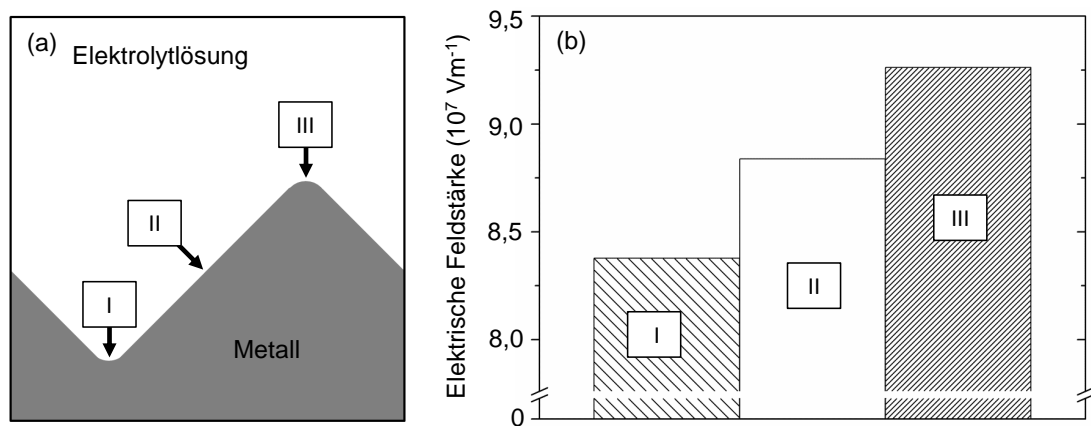 (a)
Elektrolytlösung
III
II
I
Metall
(b)
Elektrische Feldstärke (10⁷ Vm⁻¹)
9,5
9,0
8,5
8,0
0
I
II
III